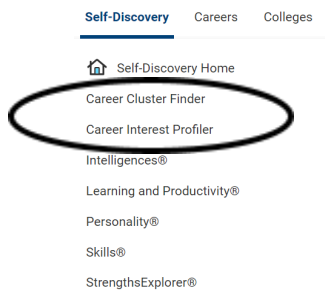 Self-Discovery Careers Colleges
Self-Discovery Home
Career Cluster Finder
Career Interest Profiler
Intelligences®
Learning and Productivity®
Personality®
Skills®
StrengthsExplorer®